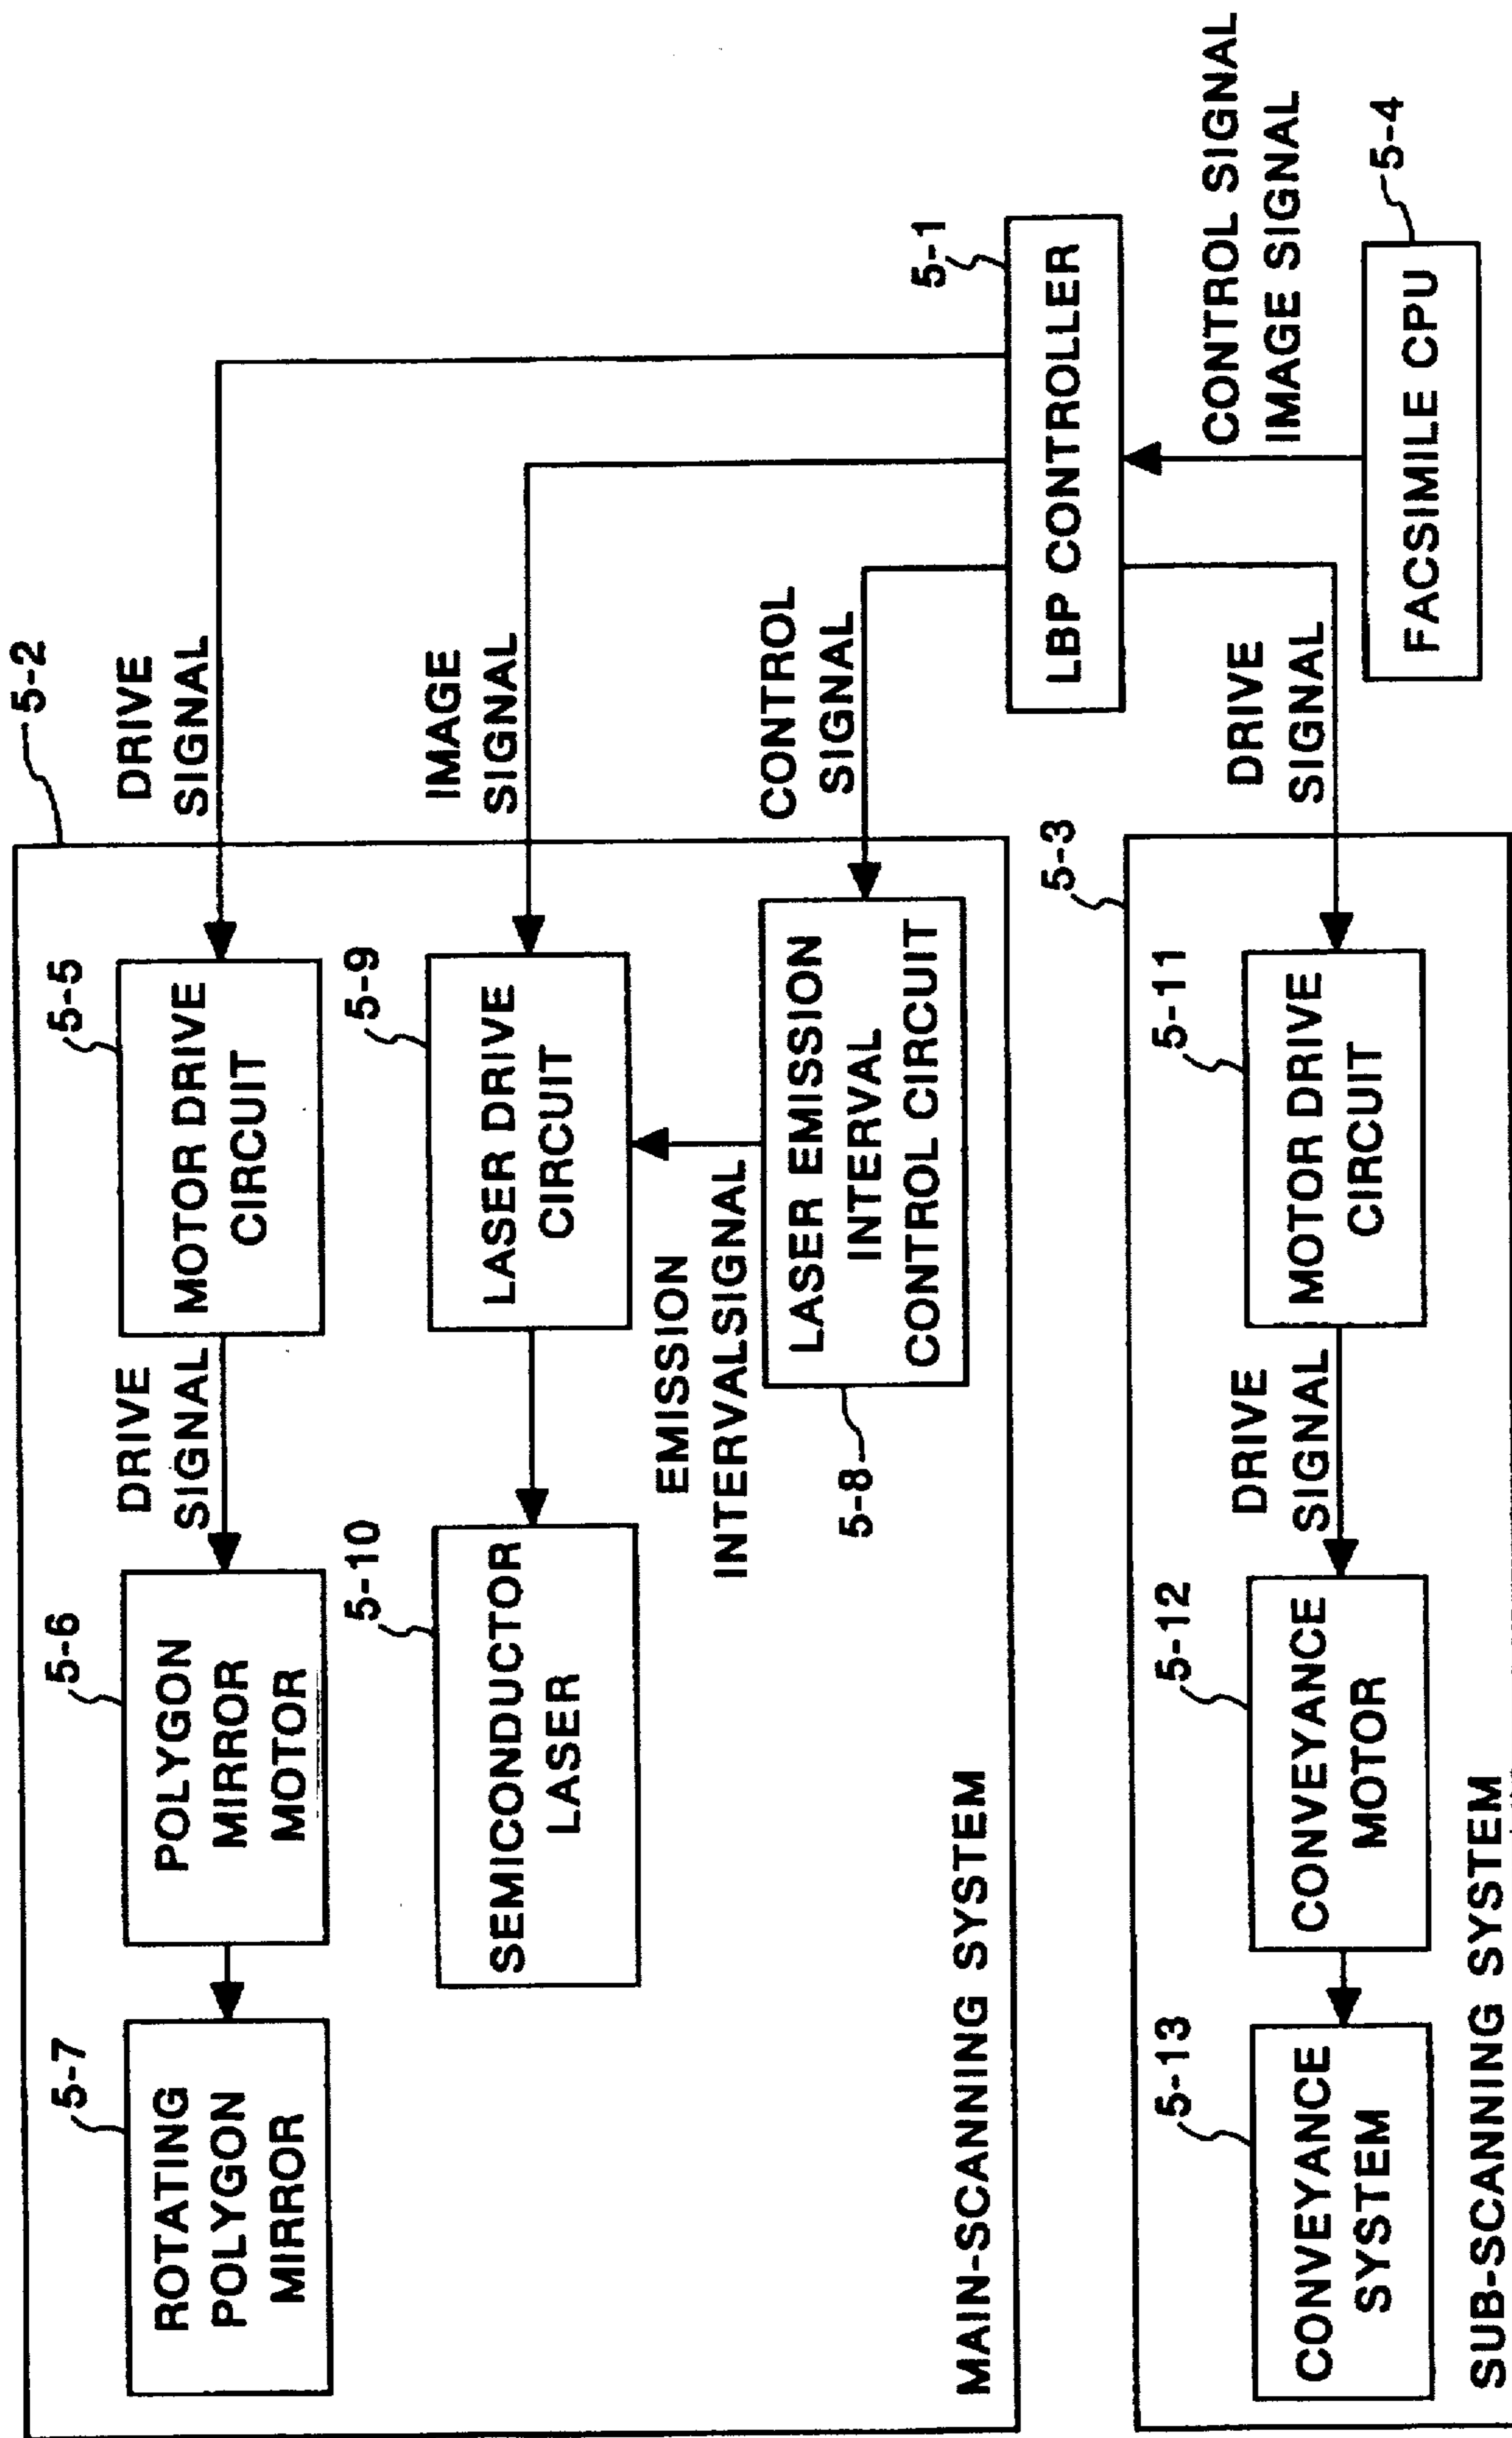 5-2
5-7
ROTATING
POLYGON
MIRROR
5-6
POLYGON
MIRROR
MOTOR
DRIVE
SIGNAL
5-5
MOTOR DRIVE
CIRCUIT
DRIVE
SIGNAL
5-10
SEMICONDUCTOR
LASER
5-9
LASER DRIVE
CIRCUIT
IMAGE
SIGNAL
EMISSION
INTERVALSIGNAL
5-8
LASER EMISSION
INTERVAL
CONTROL CIRCUIT
CONTROL
SIGNAL
MAIN-SCANNING SYSTEM
5-1
LBP CONTROLLER
5-3
5-13
CONVEYANCE
SYSTEM
5-12
CONVEYANCE
MOTOR
DRIVE
SIGNAL
5-11
MOTOR DRIVE
CIRCUIT
DRIVE
SIGNAL
CONTROL SIGNAL
IMAGE SIGNAL
5-4
FACSIMILE CPU
SUB-SCANNING SYSTEM